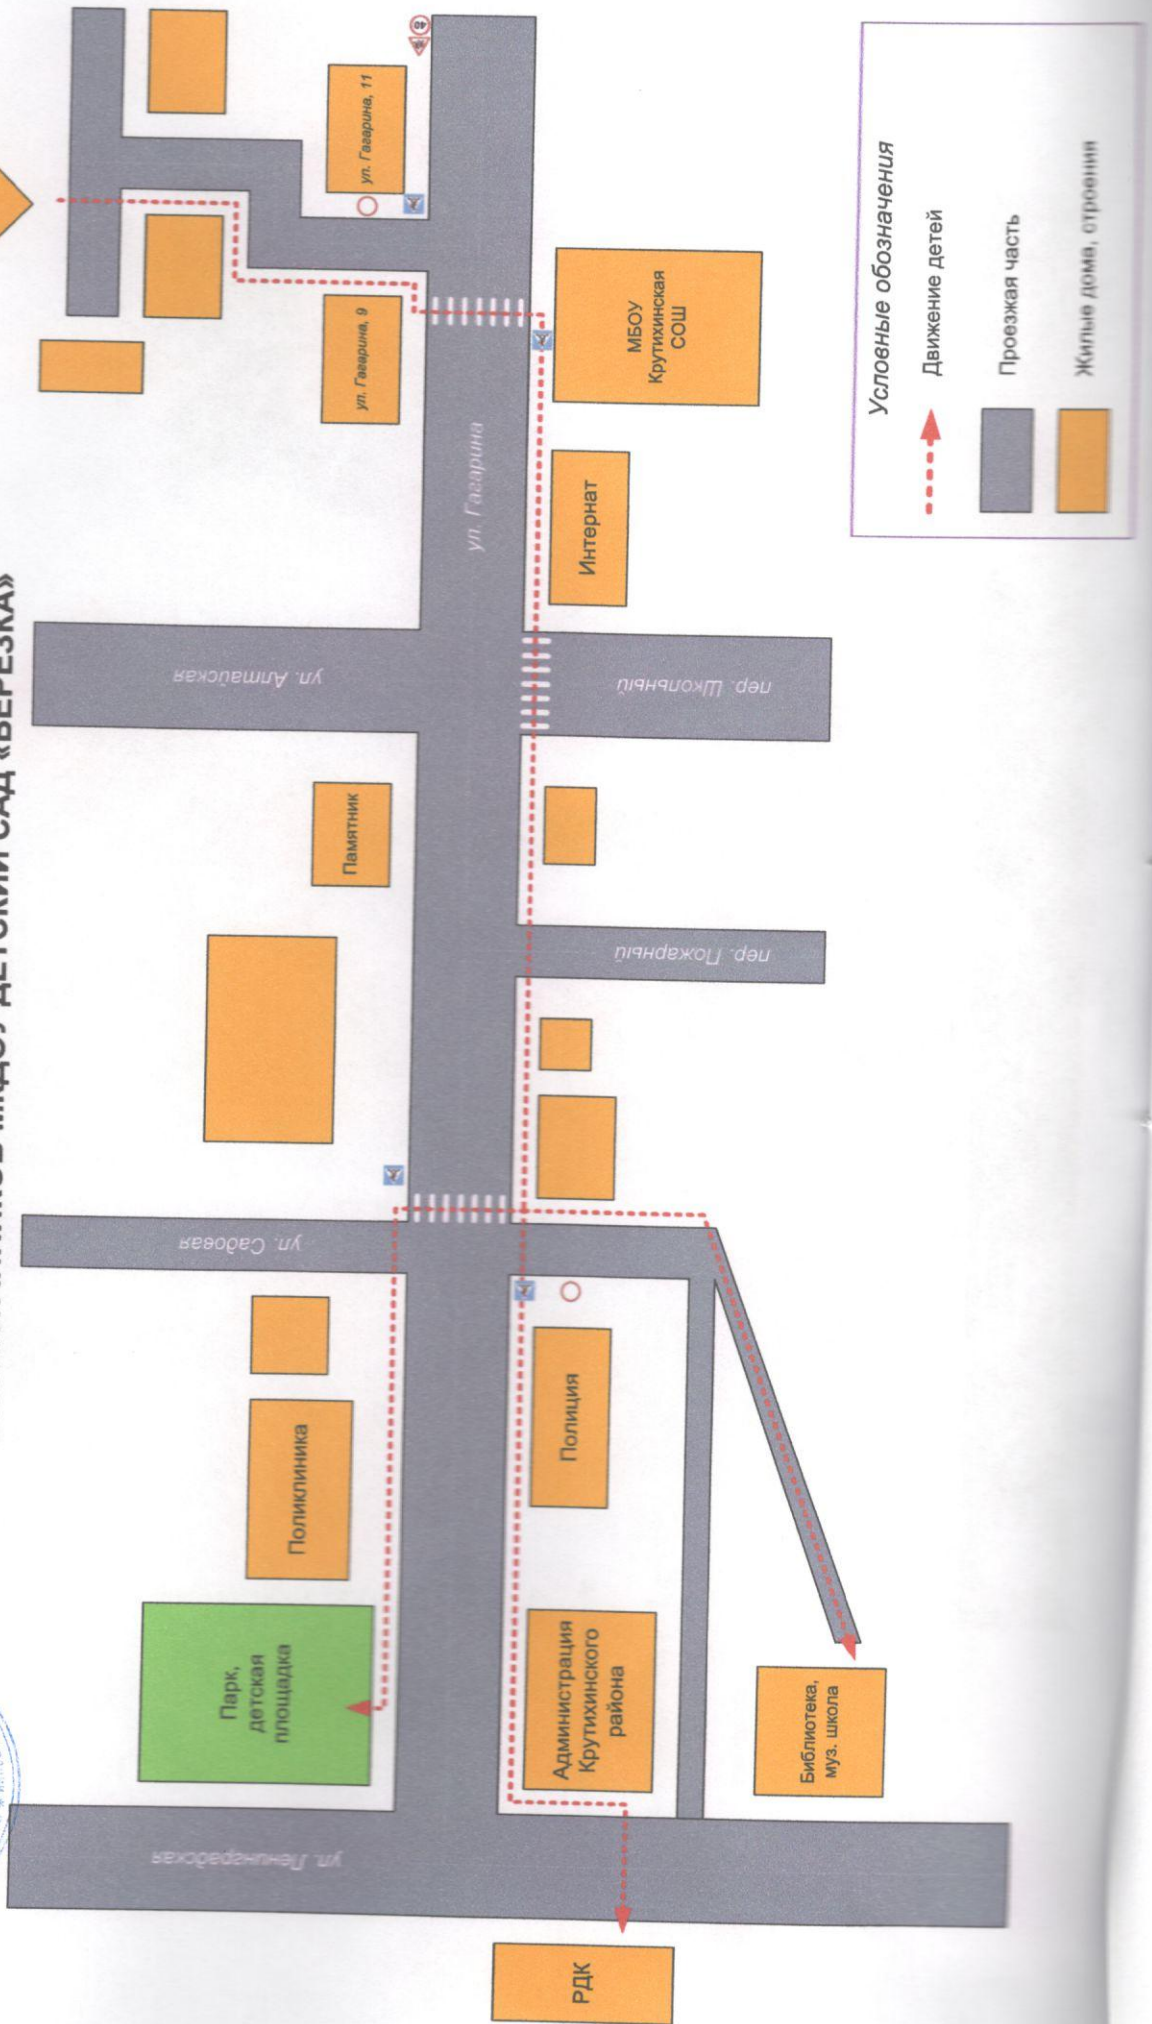 ДЕТСКИЙ САД «БЕРЕЗКА»
РДК
ул. Ленинградская
Парк,
детская
площадка
Поликлиника
ул. Садовая
Памятник
ул. Алтайская
ул. Гагарина, 9
ул. Гагарина, 11
40
ул. Гагарина
Администрация
Крутихинского
района
Полиция
пер. Пожарный
пер. Школьный
Интернат
МБОУ
Крутихинская
СОШ
Библиотека,
муз. школа
Условные обозначения
Движение детей
Проезжая часть
Жилые дома, строения